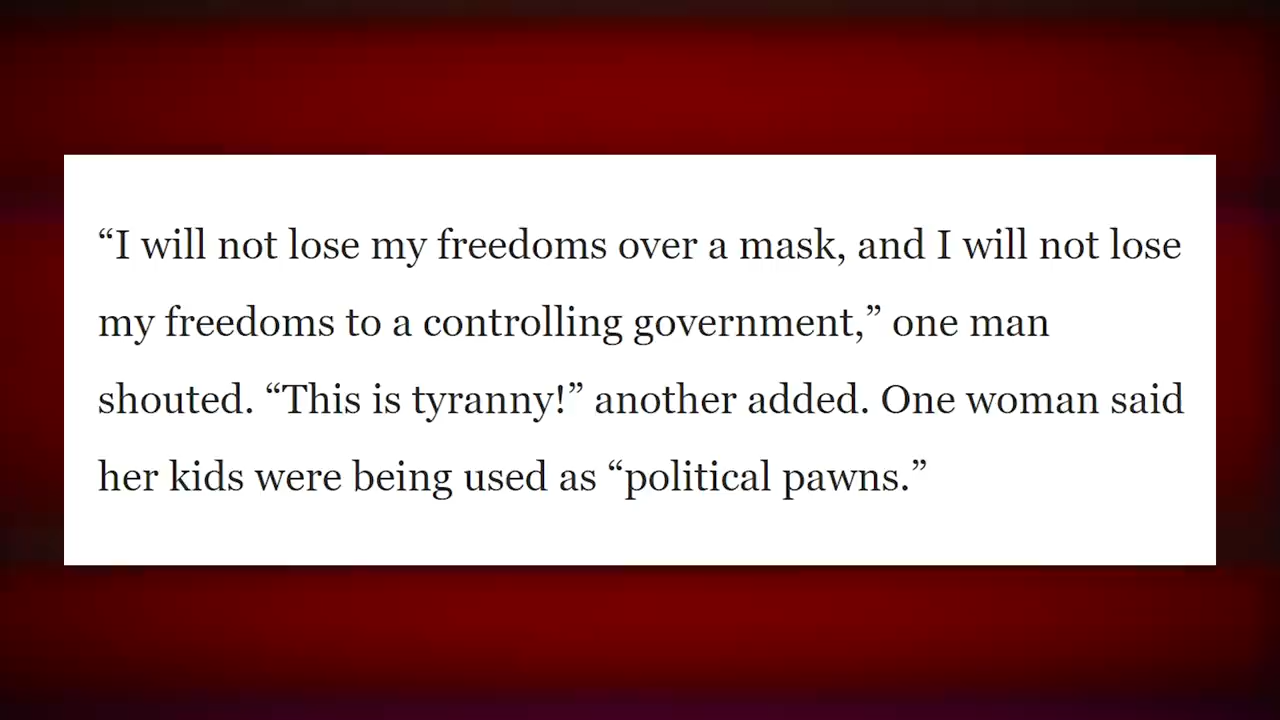 “I will not lose my freedoms over a mask, and I will not lose
my freedoms to a controlling government,” one man
shouted. “This is tyranny!” another added. One woman said
her kids were being used as “political pawns.”